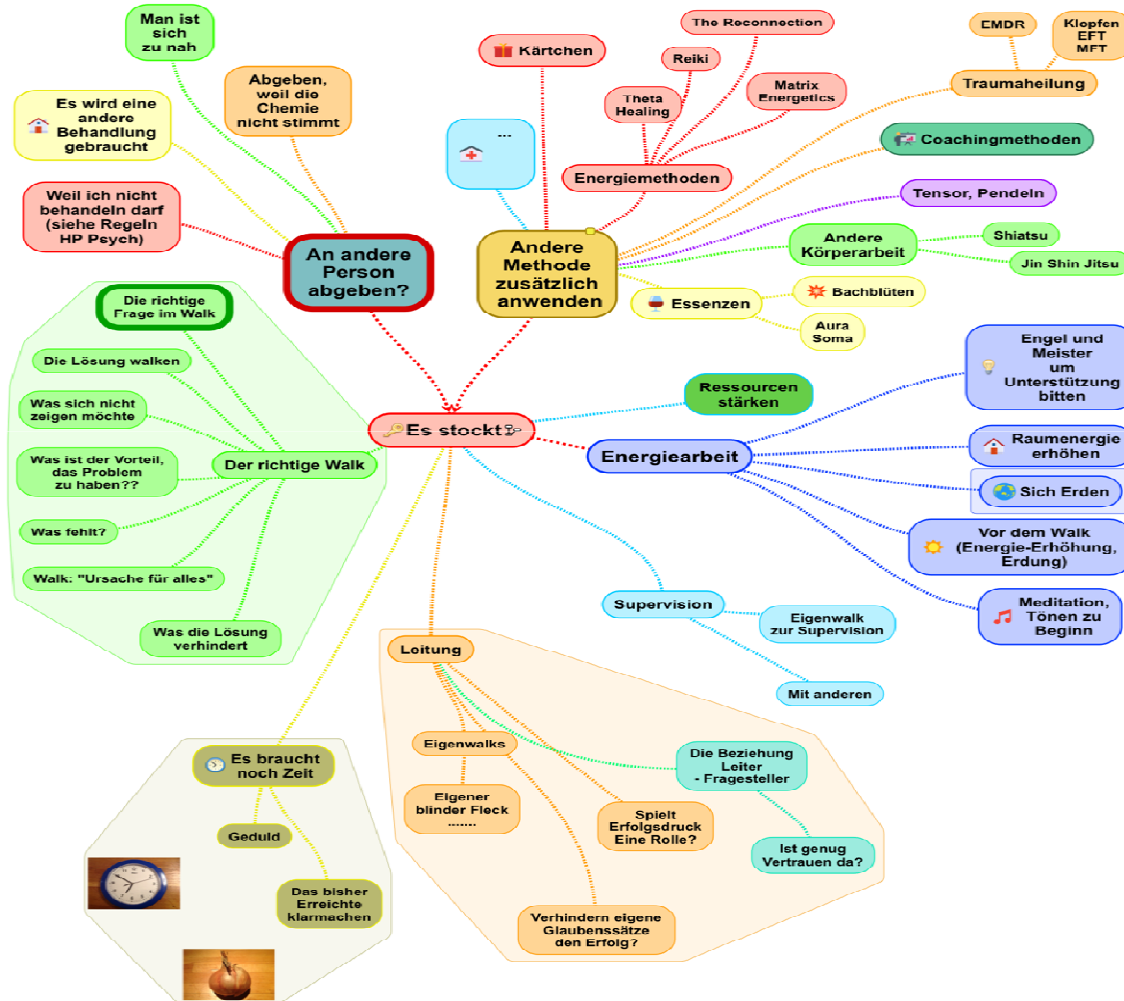 Man ist
sich
zu nah
Abgeben,
weil die
Chemie
nicht stimmt
Es wird eine
andere
Behandlung
gebraucht
Weil ich nicht
behandeln darf
(siehe Regeln
HP Psych)
An andere
Person
abgeben?
Kärtchen
The Reconnection
Reiki
Theta
Healing
Matrix
Energetics
Energiemethoden
...
EMDR
Klopfen
EFT
MFT
Traumaheilung
Coachingmethoden
Tensor, Pendeln
Andere
Körperarbeit
Shiatsu
Jin Shin Jitsu
Andere
Methode
zusätzlich
anwenden
Essenzen
Bachblüten
Aura
Soma
Die richtige
Frage im Walk
Die Lösung walken
Was sich nicht
zeigen möchte
Was ist der Vorteil,
das Problem
zu haben??
Was fehlt?
Walk: "Ursache für alles"
Was die Lösung
verhindert
Der richtige Walk
Es stockt
Ressourcen
stärken
Energiearbeit
Engel und
Meister
um
Unterstützung
bitten
Raumenergie
erhöhen
Sich Erden
Vor dem Walk
(Energie-Erhöhung,
Erdung)
Meditation,
Tönen zu
Beginn
Supervision
Eigenwalk
zur Supervision
Mit anderen
Loitung
Eigenwalks
Eigener
blinder Fleck
.......
Die Beziehung
Leiter
- Fragesteller
Spielt
Erfolgsdruck
Eine Rolle?
Ist genug
Vertrauen da?
Verhindern eigene
Glaubenssätze
den Erfolg?
Es braucht
noch Zeit
Geduld
Das bisher
Erreichte
klarmachen